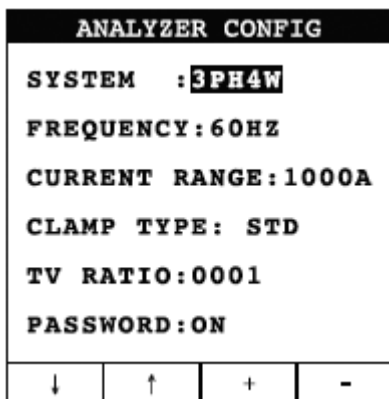 ANALYZER CONFIG
SYSTEM :3PH4W
FREQUENCY:60HZ
CURRENT RANGE:1000A
CLAMP TYPE: STD
TV RATIO:0001
PASSWORD:ON
↓ ↑ + -